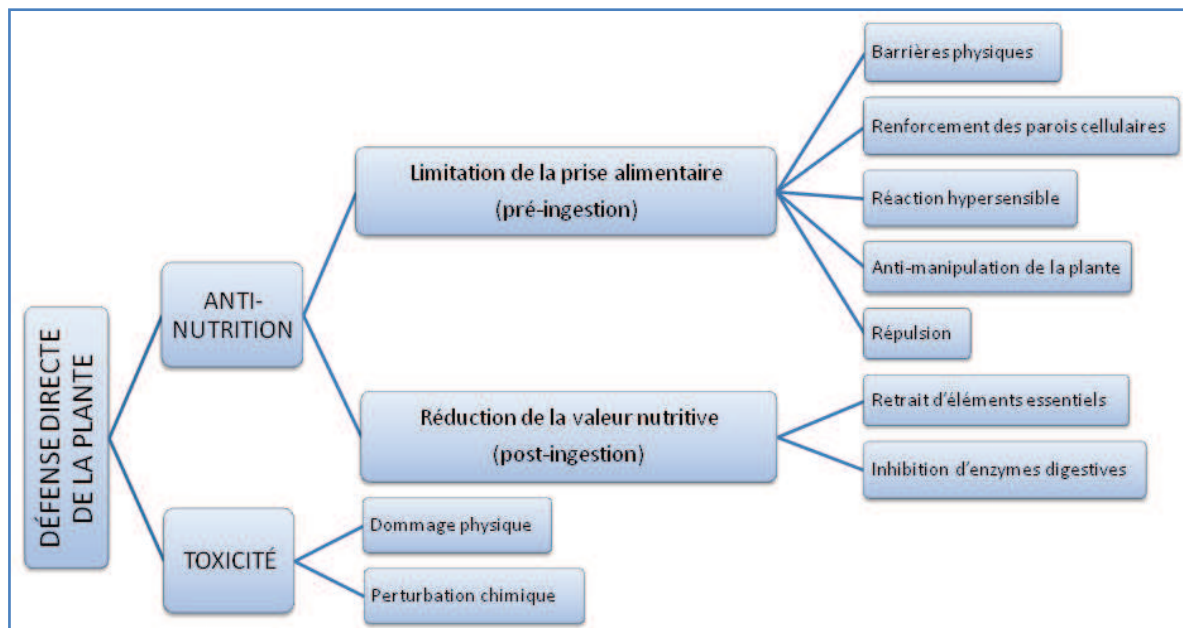 DÉFENSE DIRECTE
DE LA PLANTE
ANTI-
NUTRITION
Limitation de la prise alimentaire
(pré-ingestion)
Barrières physiques
Renforcement des parois cellulaires
Réaction hypersensible
Anti-manipulation de la plante
Répulsion
Réduction de la valeur nutritive
(post-ingestion)
Retrait d'éléments essentiels
Inhibition d'enzymes digestives
TOXICITÉ
Dommage physique
Perturbation chimique